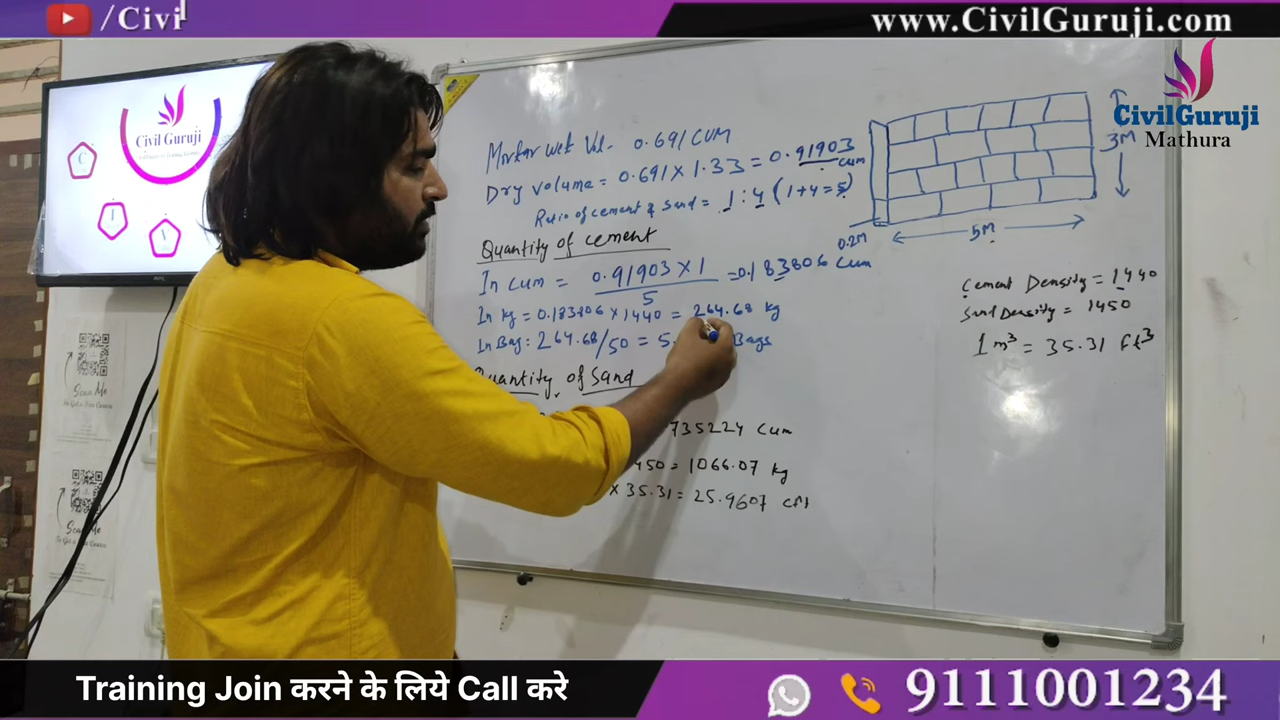 /Civi
www.CivilGuruji.com
CivilGuruji
Mathura
Civil Guruji
C
I
Scan Me
Scan Me
Mortar wet Vol. 0.691 CUM
Dry volume = 0.691 x 1.33 = 0.91903 cum
Ratio of cement & sand = 1 : 4 (1+4=5)
Quantity of cement
In cum = 0.91903 x 1 / 5 = 0.183806 cum
In kg = 0.183806 x 1440 = 264.68 kg
In Bag: 264.68/50 = 5. Bags
Quantity of Sand
735224 cum
450 = 1066.07 kg
x 35.31 = 25.9607 cft
3M
5M
0.2M
Cement Density = 1440
Sand Density = 1450
1 m³ = 35.31 ft³
Training Join करने के लिये Call करे
9111001234